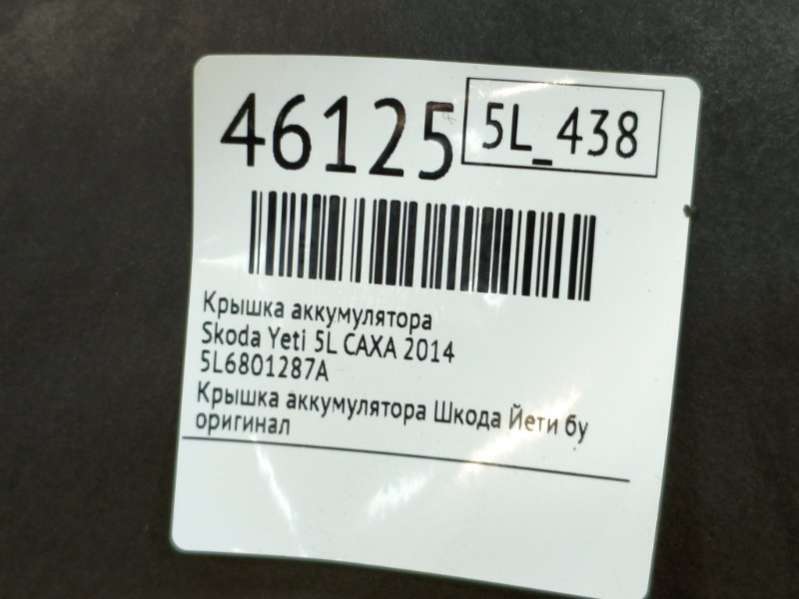 46125
5L_438
Крышка аккумулятора
Skoda Yeti 5L CAXA 2014
5L6801287A
Крышка аккумулятора Шкода Йети бу
оригинал